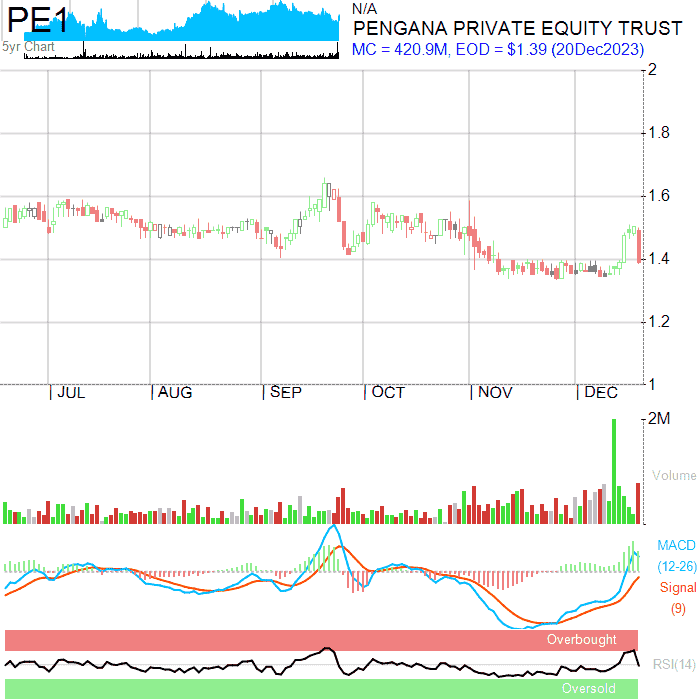 PE1
N/A
PENGANA PRIVATE EQUITY TRUST
MC = 420.9M, EOD = $1.39 (20Dec2023)
5yr Chart
2
1.8
1.6
1.4
1.2
1
JUL AUG SEP OCT NOV DEC
2M
Volume
MACD
(12-26)
Signal
(9)
Overbought
RSI(14)
Oversold